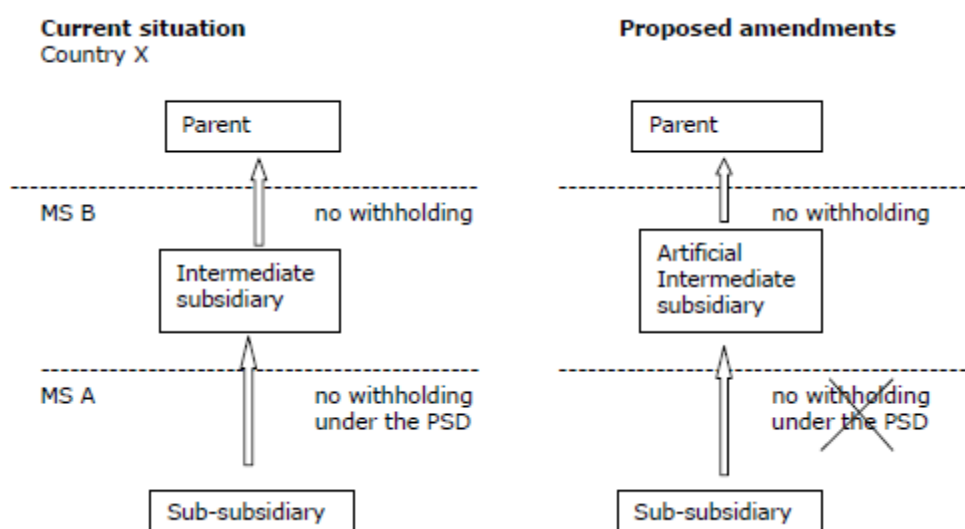 Current situation
Country X
Parent
MS B
no withholding
Intermediate
subsidiary
MS A
no withholding
under the PSD
Sub-subsidiary
Proposed amendments
Parent
no withholding
Artificial
Intermediate
subsidiary
no withholding
under the PSD
Sub-subsidiary